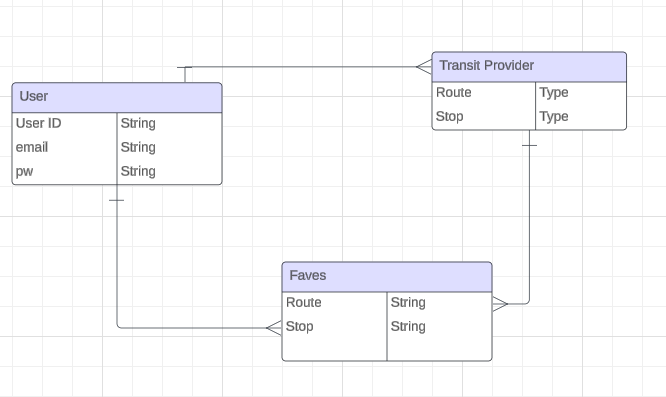 Transit Provider
Route Type
Stop Type
User
User ID String
email String
pw String
Faves
Route String
Stop String